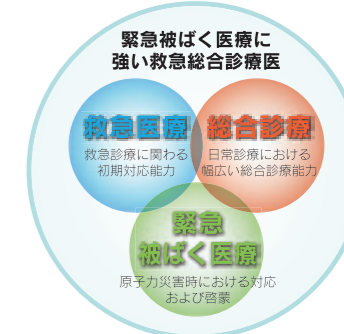 緊急被ばく医療に
強い救急総合診療医
救急医療
救急診療に関わる
初期対応能力
総合診療
日常診療における
幅広い総合診療能力
緊急
被ばく医療
原子力災害時における対応
および啓蒙